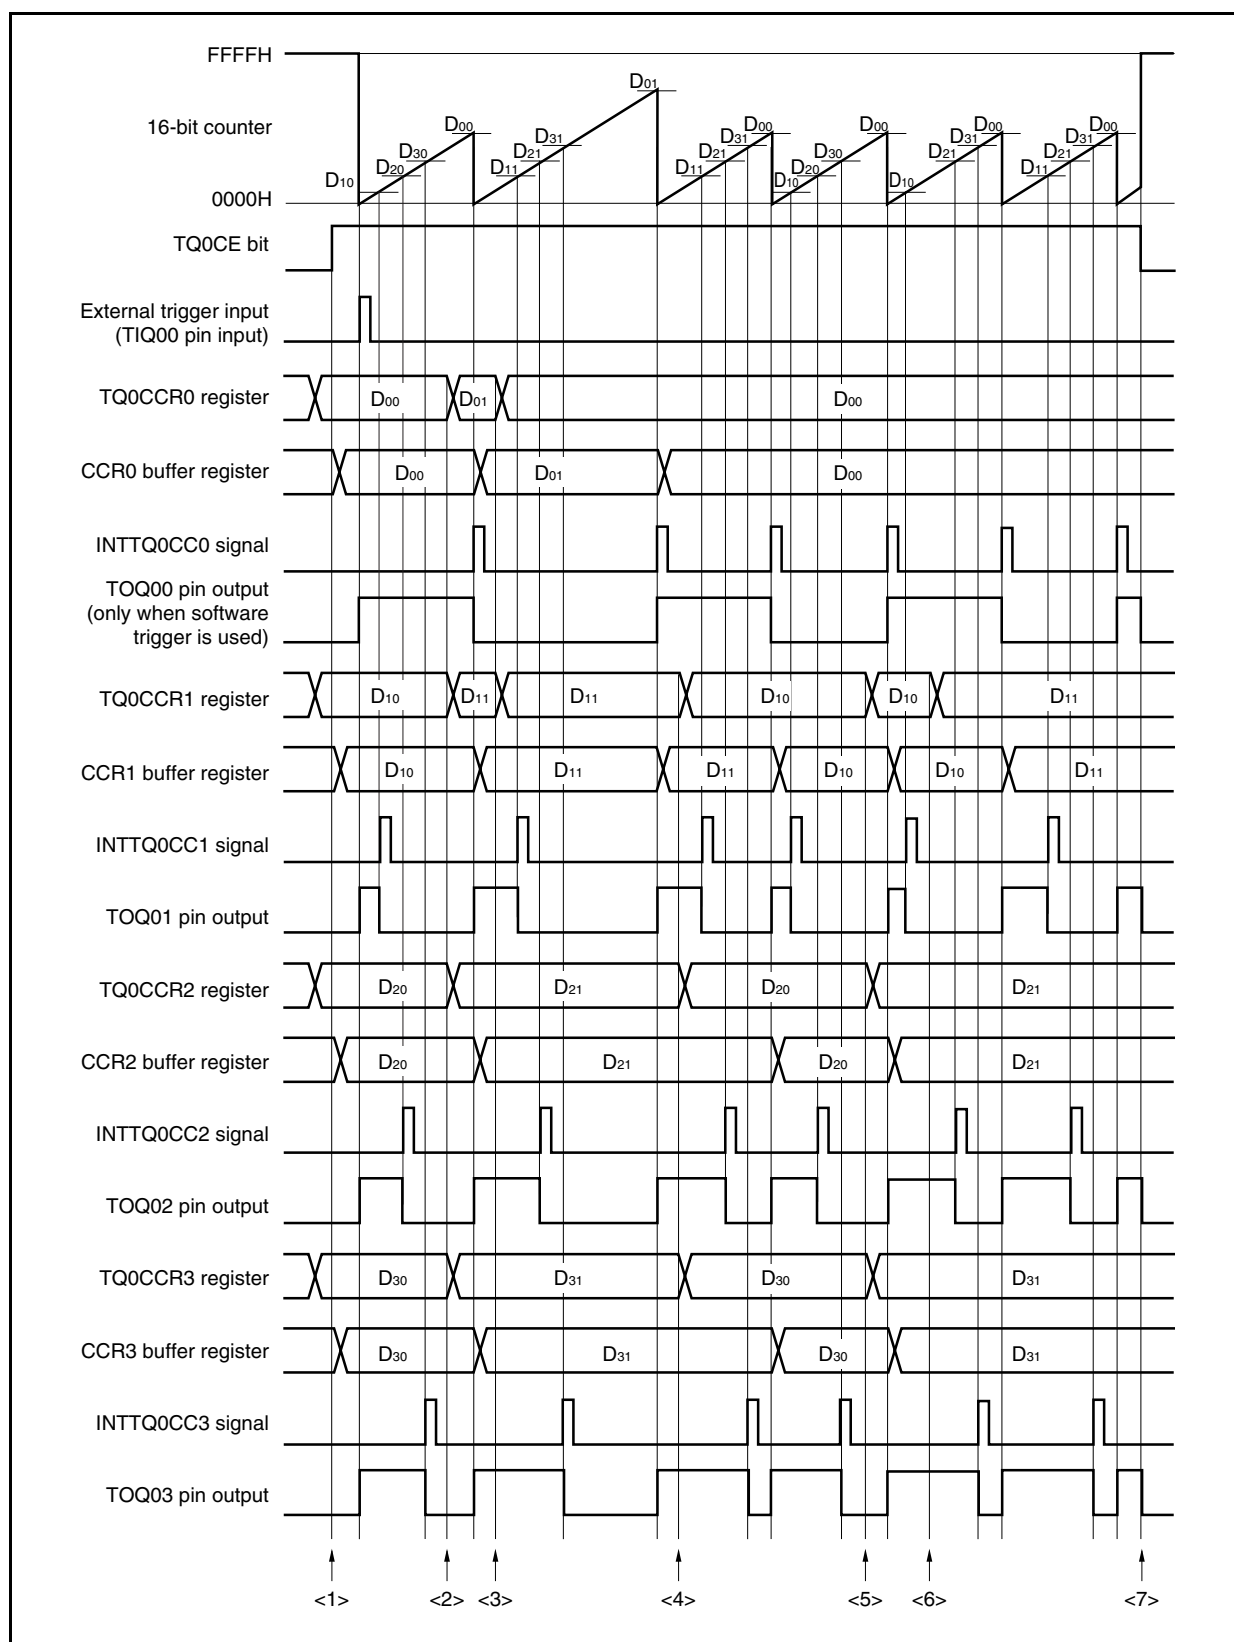 FFFFH
D01
16-bit counter
D00 D00 D00 D00 D00
D31 D31 D31 D31
D30 D21 D21 D30 D21 D21
D20 D11 D11 D20 D11
D10 D10 D10
0000H
TQ0CE bit
External trigger input
(TIQ00 pin input)
TQ0CCR0 register D00 D01 D00
CCR0 buffer register D00 D01 D00
INTTQ0CC0 signal
TOQ00 pin output
(only when software
trigger is used)
TQ0CCR1 register D10 D11 D11 D10 D10 D11
CCR1 buffer register D10 D11 D11 D10 D10 D11
INTTQ0CC1 signal
TOQ01 pin output
TQ0CCR2 register D20 D21 D20 D21
CCR2 buffer register D20 D21 D20 D21
INTTQ0CC2 signal
TOQ02 pin output
TQ0CCR3 register D30 D31 D30 D31
CCR3 buffer register D30 D31 D30 D31
INTTQ0CC3 signal
TOQ03 pin output
<1> <2> <3> <4> <5> <6> <7>